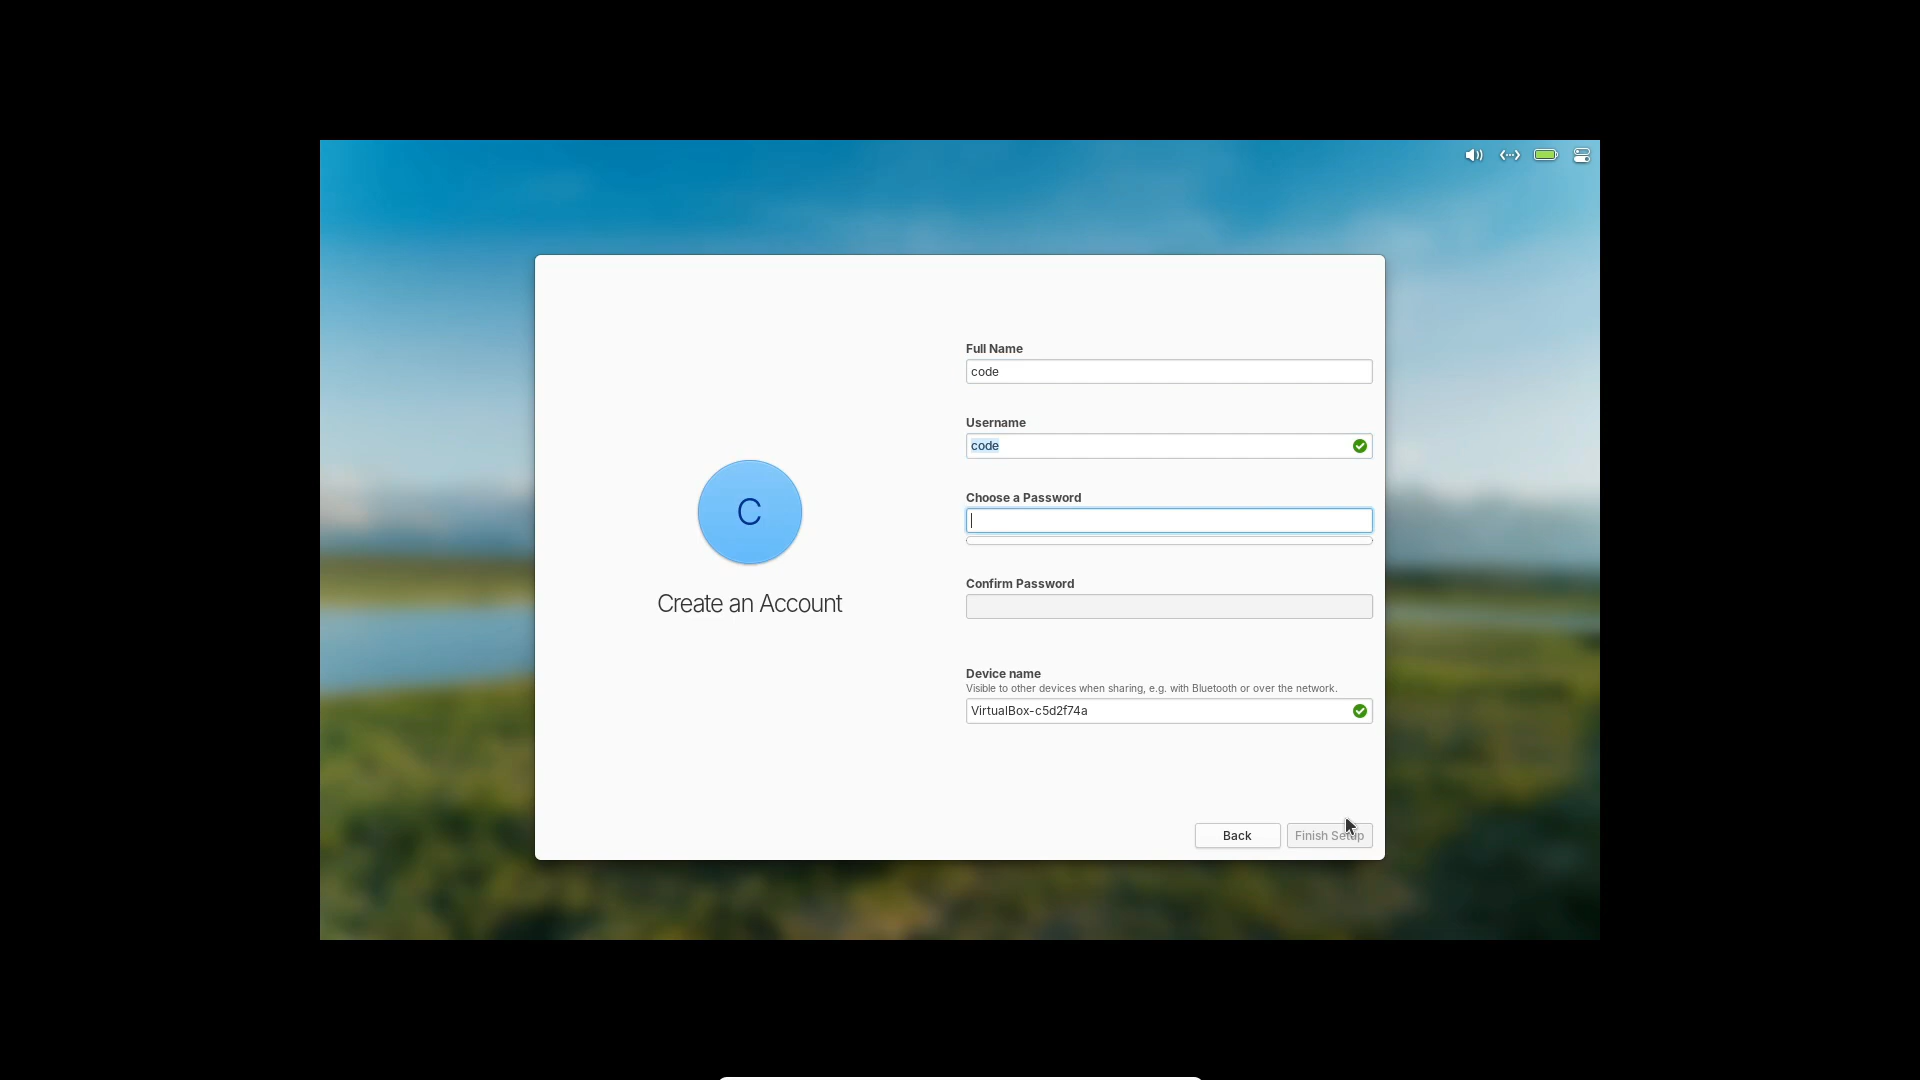 Full Name
code
Username
code
Choose a Password
C
Create an Account
Confirm Password
Device name
Visible to other devices when sharing, e.g. with Bluetooth or over the network.
VirtualBox-c5d2f74a
Back
Finish Setup